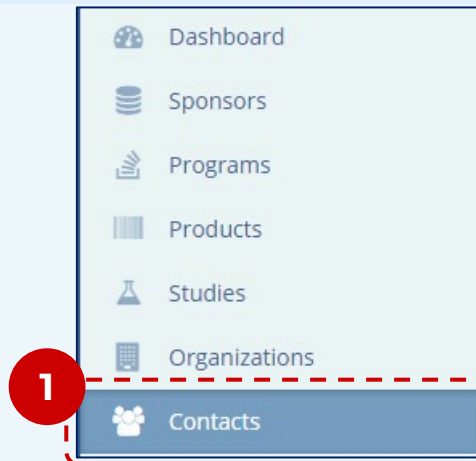 Dashboard
Sponsors
Programs
Products
Studies
Organizations
1
Contacts